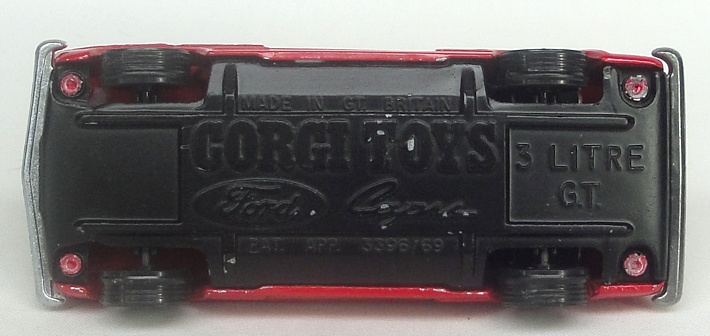 MADE IN GT. BRITAIN
CORGI TOYS
Ford Capri
3 LITRE
G.T.
PAT. APP. 3396/69